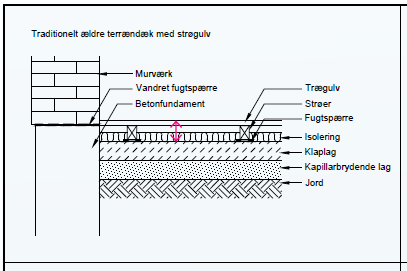 Traditionelt ældre terrændæk med strøgulv
Murværk
Vandret fugtspærre
Betonfundament
Trægulv
Strøer
Fugtspærre
Isolering
Klaplag
Kapillarbrydende lag
Jord